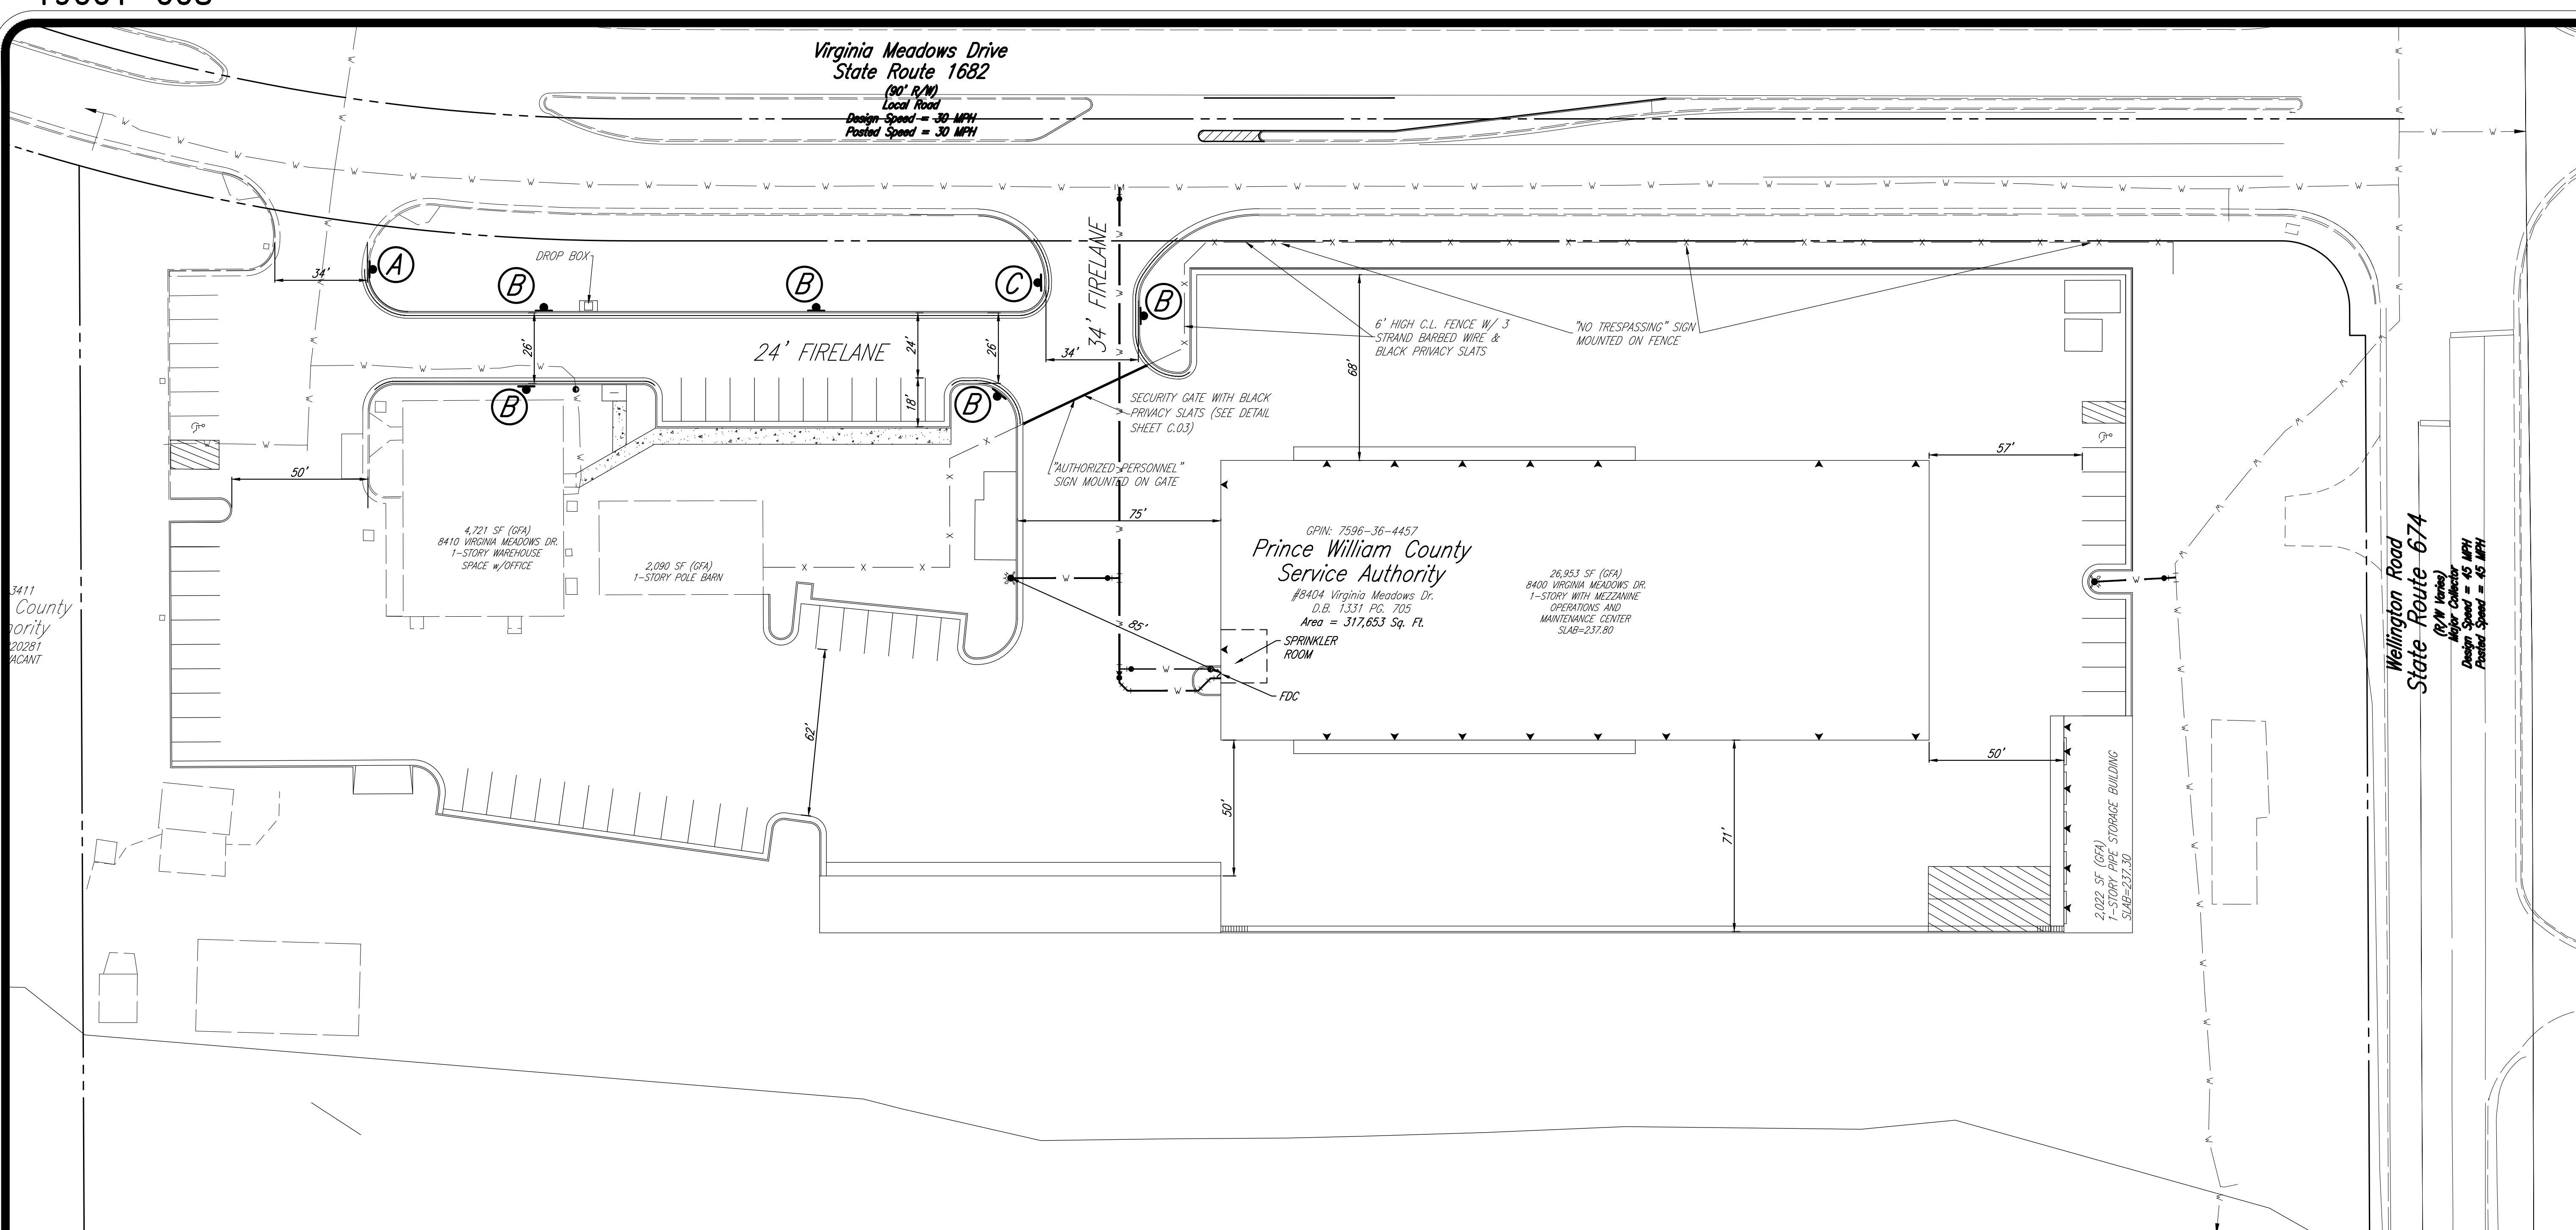 Virginia Meadows Drive
State Route 1682
(90' R/W)
Local Road
Design Speed = 30 MPH
Posted Speed = 30 MPH
34'
A
B
DROP BOX
B
C
34' FIRELANE
B
26'
24' FIRELANE
24'
26'
34'
18'
B
B
6' HIGH C.L. FENCE W/ 3
STRAND BARBED WIRE &
BLACK PRIVACY SLATS
"NO TRESPASSING" SIGN
MOUNTED ON FENCE
68'
SECURITY GATE WITH BLACK
PRIVACY SLATS (SEE DETAIL
SHEET C.03)
"AUTHORIZED PERSONNEL"
SIGN MOUNTED ON GATE
50'
57'
75'
4,721 SF (GFA)
8410 VIRGINIA MEADOWS DR.
1-STORY WAREHOUSE
SPACE w/OFFICE
2,090 SF (GFA)
1-STORY POLE BARN
GPIN: 7596-36-4457
Prince William County
Service Authority
#8404 Virginia Meadows Dr.
D.B. 1331 PG. 705
Area = 317,653 Sq. Ft.
26,953 SF (GFA)
8400 VIRGINIA MEADOWS DR.
1-STORY WITH MEZZANINE
OPERATIONS AND
MAINTENANCE CENTER
SLAB=237.80
85'
SPRINKLER
ROOM
FDC
3411
County
ority
20281
ACANT
62'
50'
71'
50'
2,022 SF (GFA)
1-STORY PIPE STORAGE BUILDING
SLAB=237.30
Wellington Road
State Route 674
(R/W Varies)
Major Collector
Design Speed = 45 MPH
Posted Speed = 45 MPH